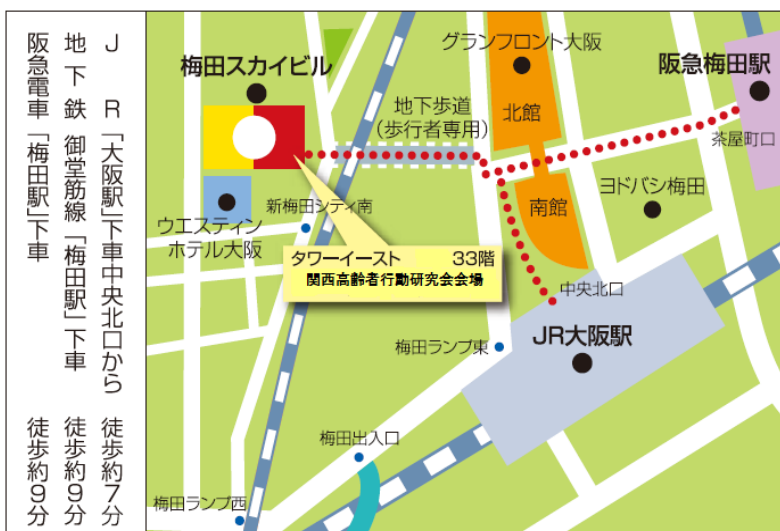 J R 「大阪駅」下車中央北口から 徒歩約7分
地下鉄 御堂筋線「梅田駅」下車 徒歩約9分
阪急電車 「梅田駅」下車 徒歩約9分
梅田スカイビル
グランフロント大阪
阪急梅田駅
地下歩道
(歩行者専用)
北館
茶屋町口
ヨドバシ梅田
南館
ウエスティン
ホテル大阪
新梅田シティ南
タワーイースト 33階
関西高齢者行動研究会会場
中央北口
JR大阪駅
梅田ランプ東
梅田出入口
梅田ランプ西